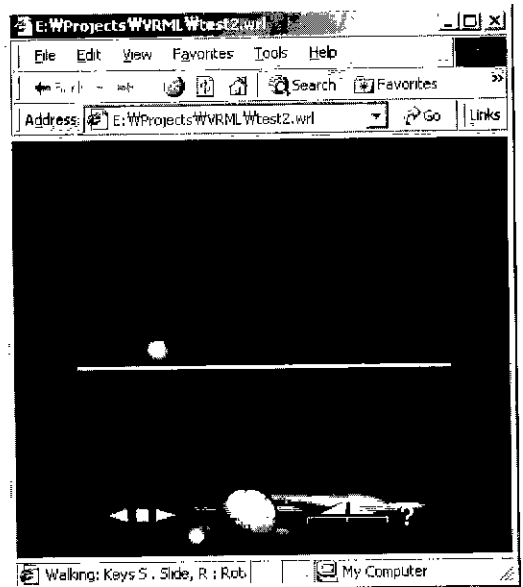 E:₩Projects₩VRML₩test2.wrl
File Edit View Favorites Tools Help
Search Favorites »
Address E:₩Projects₩VRML₩test2.wrl Go Links
?
Walking: Keys S . Slide, R : Rot My Computer